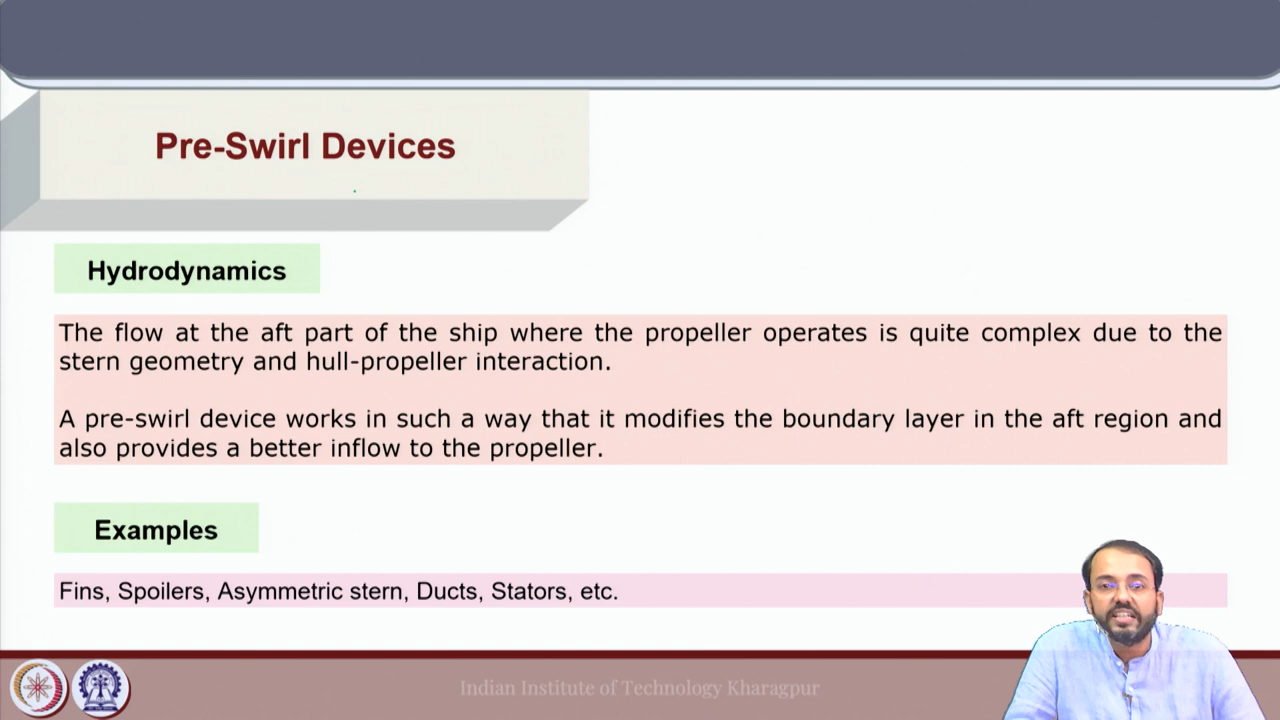 Pre-Swirl Devices
Hydrodynamics
The flow at the aft part of the ship where the propeller operates is quite complex due to the
stern geometry and hull-propeller interaction.
A pre-swirl device works in such a way that it modifies the boundary layer in the aft region and
also provides a better inflow to the propeller.
Examples
Fins, Spoilers, Asymmetric stern, Ducts, Stators, etc.
Indian Institute of Technology Kharagpur